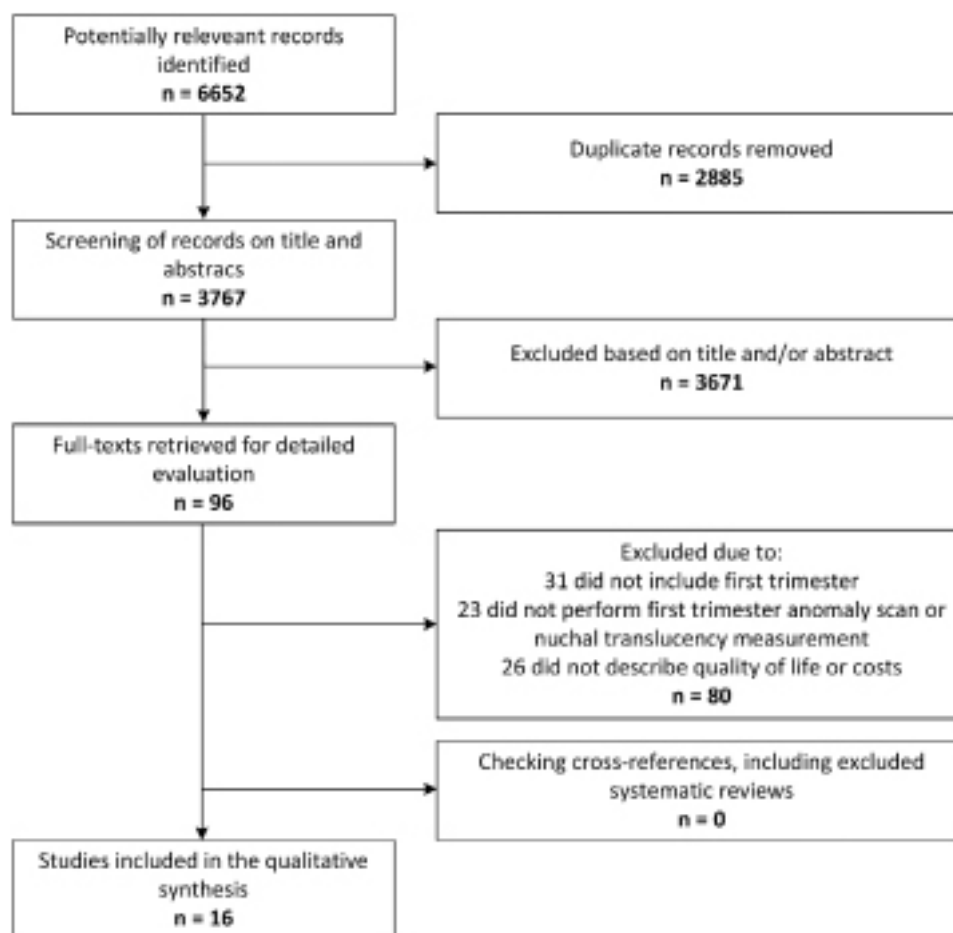 Potentially releveant records
identified
n = 6652
Duplicate records removed
n = 2885
Screening of records on title and
abstracs
n = 3767
Excluded based on title and/or abstract
n = 3671
Full-texts retrieved for detailed
evaluation
n = 96
Excluded due to:
31 did not include first trimester
23 did not perform first trimester anomaly scan or
nuchal translucency measurement
26 did not describe quality of life or costs
n = 80
Checking cross-references, including excluded
systematic reviews
n = 0
Studies included in the qualitative
synthesis
n = 16